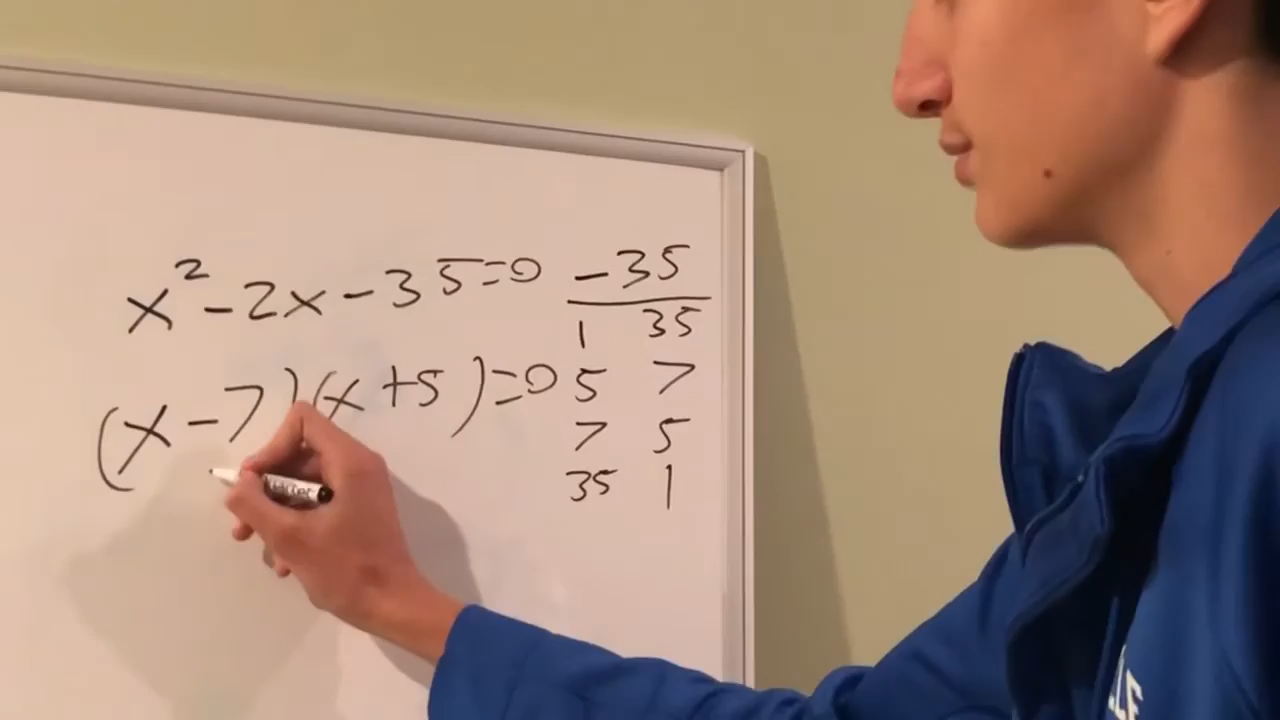 x² - 2x - 35 = 0
(x - 7)(x + 5) = 0
-35
1 35
5 7
7 5
35 1